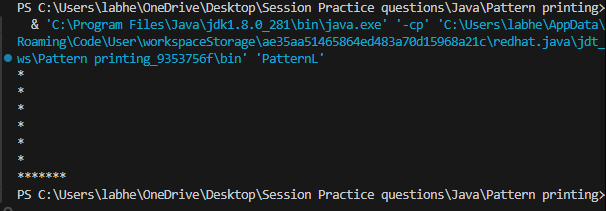 PS C:\Users\labhe\OneDrive\Desktop\Session Practice questions\Java\Pattern printing>
& 'C:\Program Files\Java\jdk1.8.0_281\bin\java.exe' '-cp' 'C:\Users\labhe\AppData\
Roaming\Code\User\workspaceStorage\ae35aa51465864ed483a70d15968a21c\redhat.java\jdt_
ws\Pattern printing_9353756f\bin' 'PatternL'
*
*
*
*
*
*
*******
PS C:\Users\labhe\OneDrive\Desktop\Session Practice questions\Java\Pattern printing>